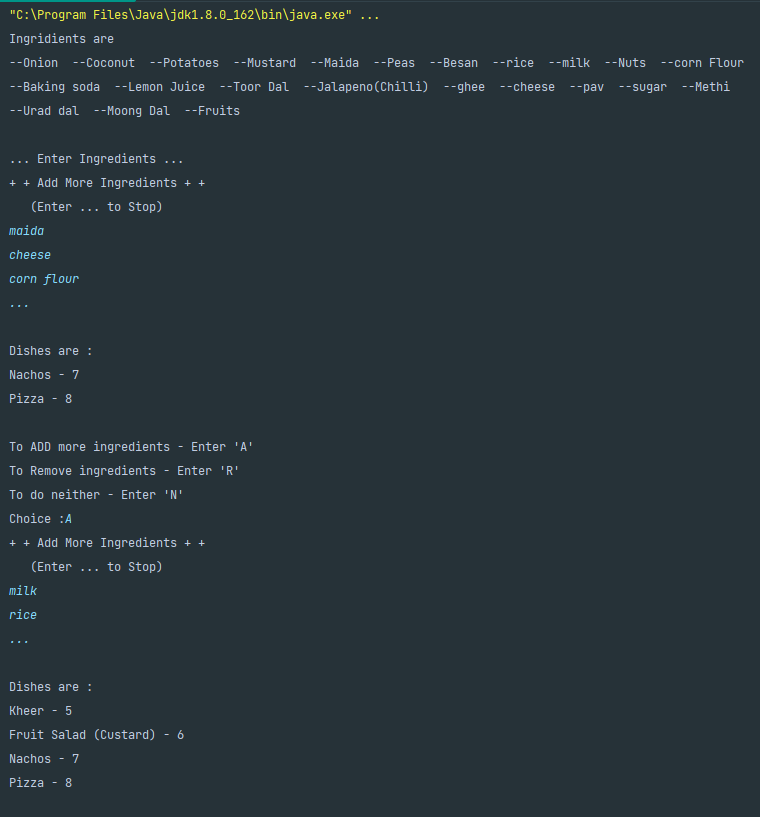 "C:\Program Files\Java\jdk1.8.0_162\bin\java.exe" ...
Ingridients are
--Onion  --Coconut  --Potatoes  --Mustard  --Maida  --Peas  --Besan  --rice  --milk  --Nuts  --corn Flour
--Baking soda  --Lemon Juice  --Toor Dal  --Jalapeno(Chilli)  --ghee  --cheese  --pav  --sugar  --Methi
--Urad dal  --Moong Dal  --Fruits
... Enter Ingredients ...
+ + Add More Ingredients + +
(Enter ... to Stop)
maida
cheese
corn flour
...
Dishes are :
Nachos - 7
Pizza - 8
To ADD more ingredients - Enter 'A'
To Remove ingredients - Enter 'R'
To do neither - Enter 'N'
Choice :A
+ + Add More Ingredients + +
(Enter ... to Stop)
milk
rice
...
Dishes are :
Kheer - 5
Fruit Salad (Custard) - 6
Nachos - 7
Pizza - 8